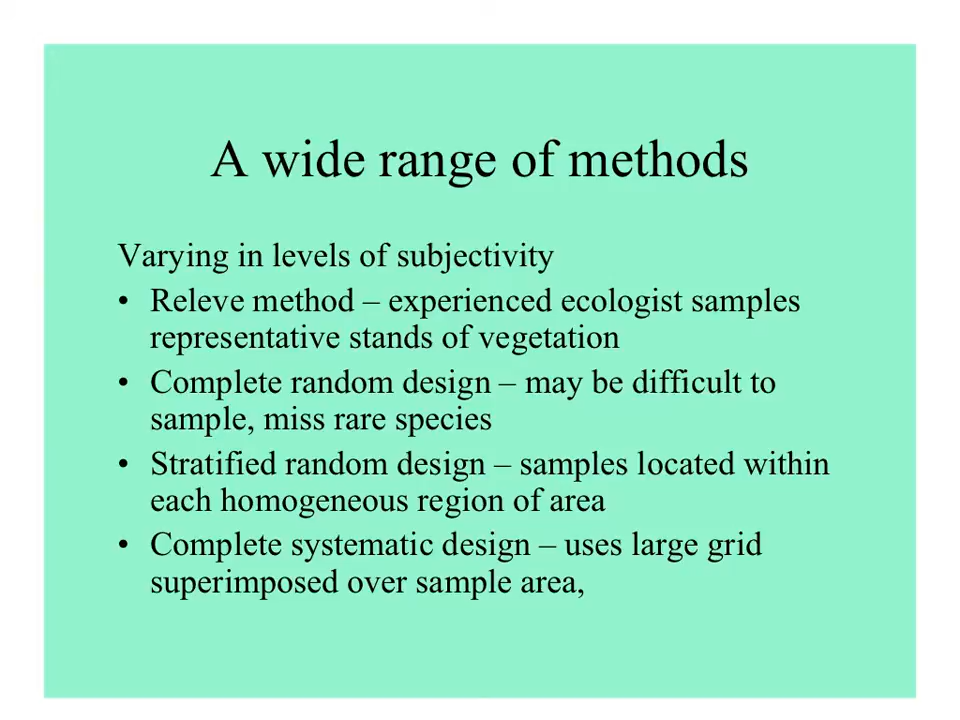 A wide range of methods
Varying in levels of subjectivity
• Releve method – experienced ecologist samples
representative stands of vegetation
• Complete random design – may be difficult to
sample, miss rare species
• Stratified random design – samples located within
each homogeneous region of area
• Complete systematic design – uses large grid
superimposed over sample area,